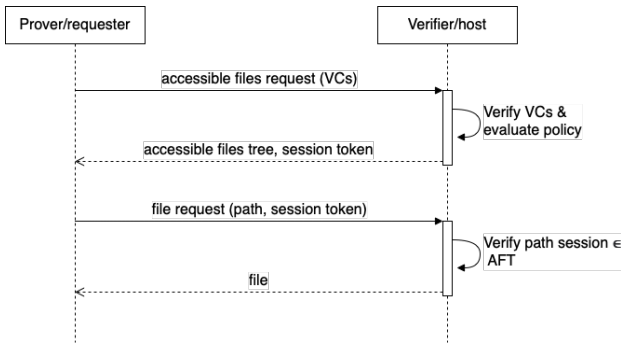 Prover/requester
Verifier/host
accessible files request (VCs)
Verify VCs &
evaluate policy
accessible files tree, session token
file request (path, session token)
Verify path session ∈
AFT
file